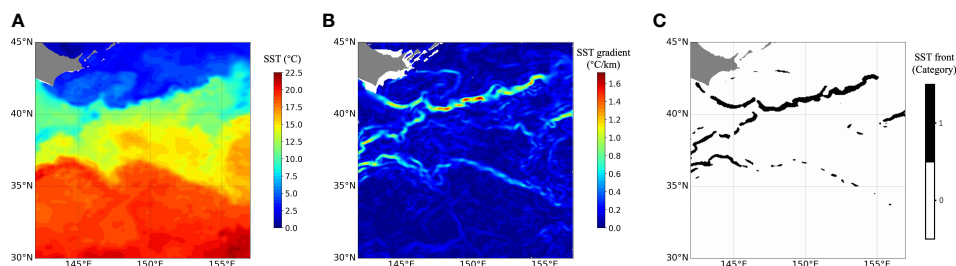 A
B
C
45°N
40°N
35°N
30°N
145°E
150°E
155°E
SST (°C)
22.5
20.0
17.5
15.0
12.5
10.0
7.5
5.0
2.5
0.0
45°N
40°N
35°N
30°N
145°E
150°E
155°E
SST gradient
(°C/km)
1.6
1.4
1.2
1.0
0.8
0.6
0.4
0.2
0.0
45°N
40°N
35°N
30°N
145°E
150°E
155°E
SST front
(Category)
1
0